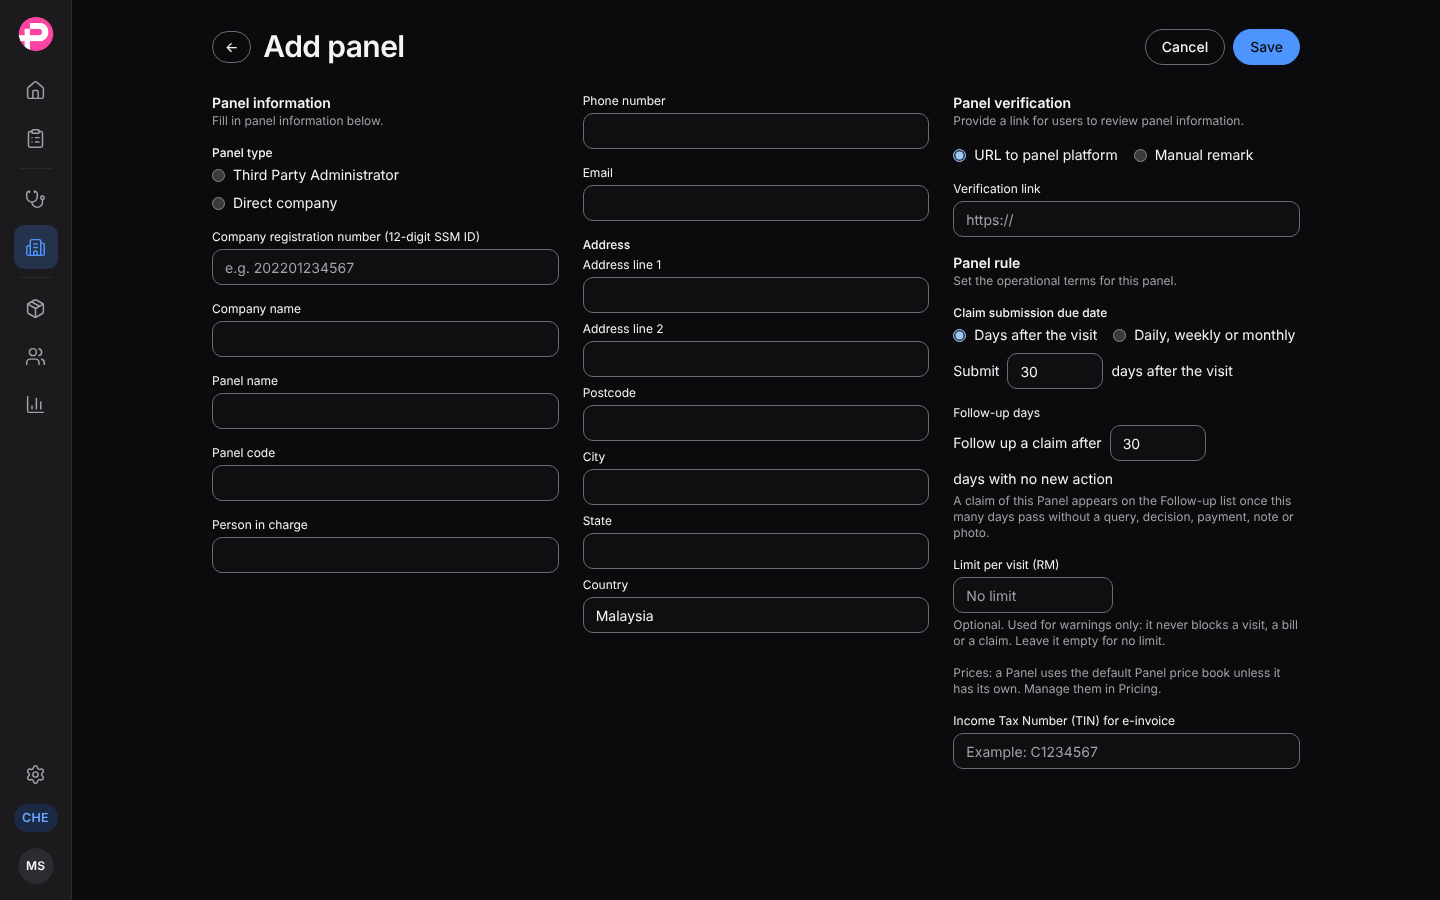 Add panel
Cancel
Save
Panel information
Fill in panel information below.
Panel type
Third Party Administrator
Direct company
Company registration number (12-digit SSM ID)
e.g. 202201234567
Company name
Panel name
Panel code
Person in charge
Phone number
Email
Address
Address line 1
Address line 2
Postcode
City
State
Country
Malaysia
Panel verification
Provide a link for users to review panel information.
URL to panel platform
Manual remark
Verification link
https://
Panel rule
Set the operational terms for this panel.
Claim submission due date
Days after the visit
Daily, weekly or monthly
Submit 30 days after the visit
Follow-up days
Follow up a claim after 30
days with no new action
A claim of this Panel appears on the Follow-up list once this
many days pass without a query, decision, payment, note or
photo.
Limit per visit (RM)
No limit
Optional. Used for warnings only: it never blocks a visit, a bill
or a claim. Leave it empty for no limit.
Prices: a Panel uses the default Panel price book unless it
has its own. Manage them in Pricing.
Income Tax Number (TIN) for e-invoice
Example: C1234567
CHE
MS